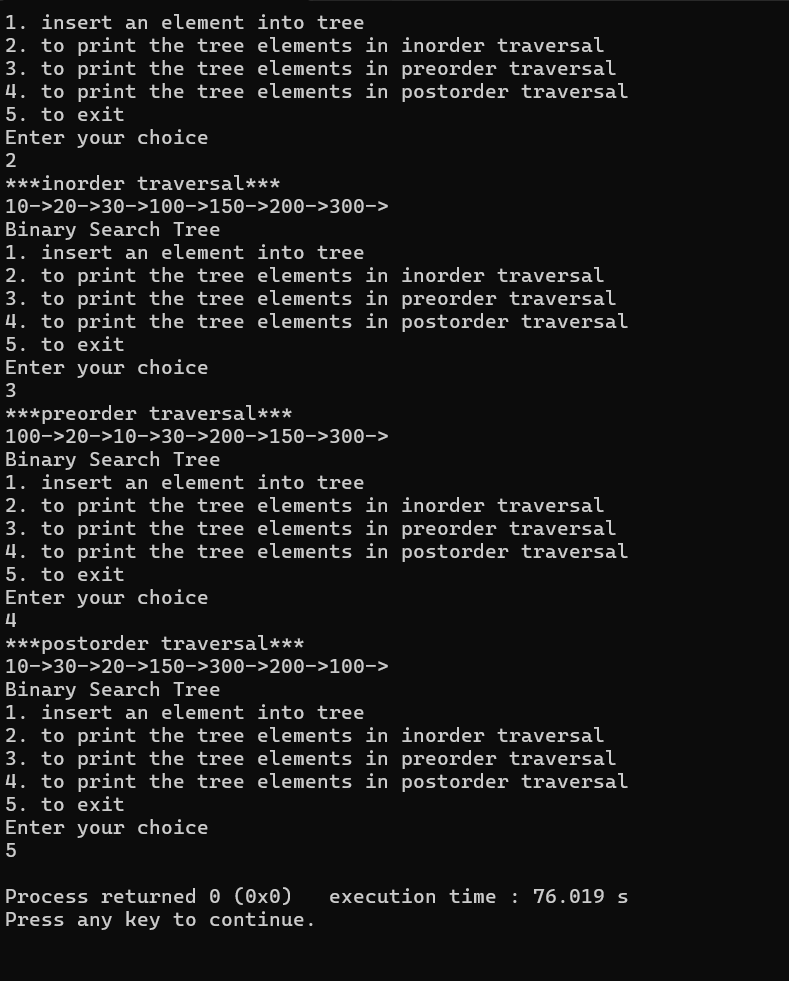 1. insert an element into tree
2. to print the tree elements in inorder traversal
3. to print the tree elements in preorder traversal
4. to print the tree elements in postorder traversal
5. to exit
Enter your choice
2
***inorder traversal***
10->20->30->100->150->200->300->
Binary Search Tree
1. insert an element into tree
2. to print the tree elements in inorder traversal
3. to print the tree elements in preorder traversal
4. to print the tree elements in postorder traversal
5. to exit
Enter your choice
3
***preorder traversal***
100->20->10->30->200->150->300->
Binary Search Tree
1. insert an element into tree
2. to print the tree elements in inorder traversal
3. to print the tree elements in preorder traversal
4. to print the tree elements in postorder traversal
5. to exit
Enter your choice
4
***postorder traversal***
10->30->20->150->300->200->100->
Binary Search Tree
1. insert an element into tree
2. to print the tree elements in inorder traversal
3. to print the tree elements in preorder traversal
4. to print the tree elements in postorder traversal
5. to exit
Enter your choice
5

Process returned 0 (0x0)   execution time : 76.019 s
Press any key to continue.